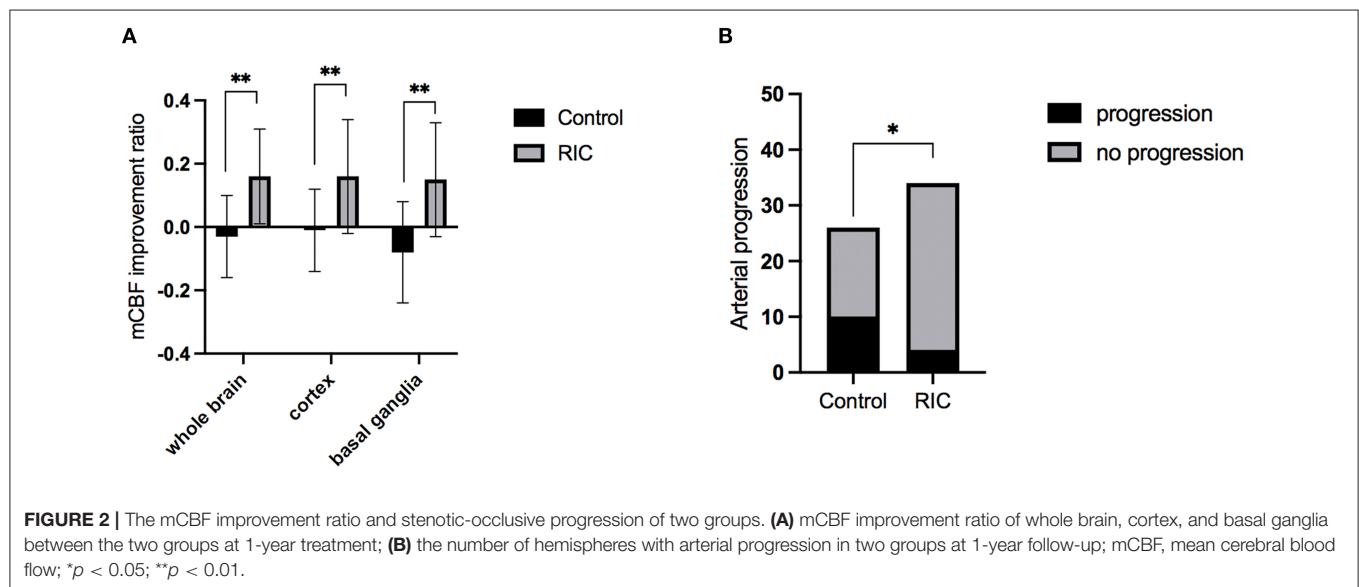 A
B
**
**
**
mCBF improvement ratio
0.4
0.2
0.0
-0.2
-0.4
whole brain
cortex
basal ganglia
Control
RIC
*
Arterial progression
50
40
30
20
10
0
Control
RIC
progression
no progression
FIGURE 2 | The mCBF improvement ratio and stenotic-occlusive progression of two groups. (A) mCBF improvement ratio of whole brain, cortex, and basal ganglia
between the two groups at 1-year treatment; (B) the number of hemispheres with arterial progression in two groups at 1-year follow-up; mCBF, mean cerebral blood
flow; *p < 0.05; **p < 0.01.